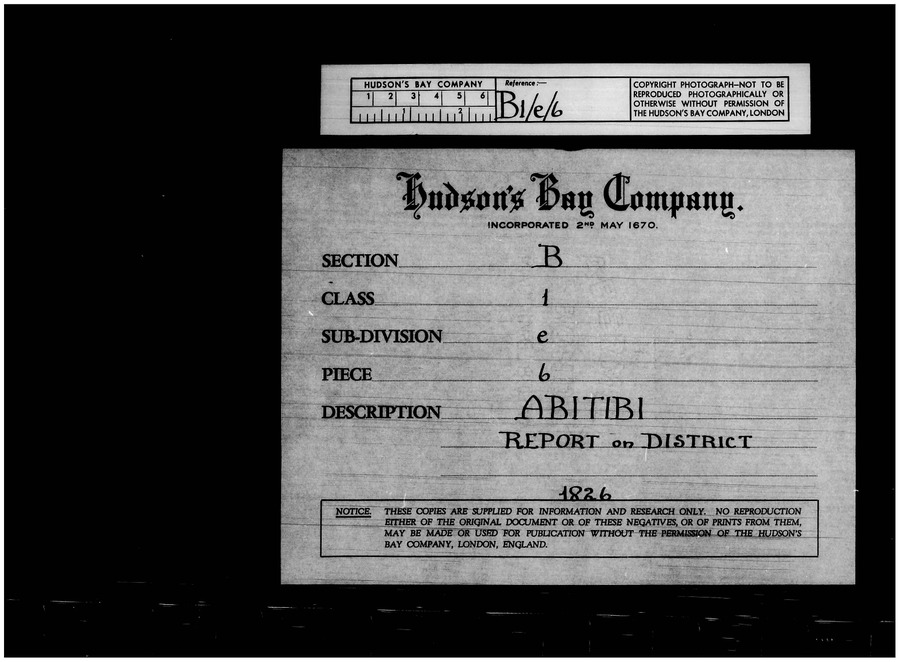 HUDSON'S BAY COMPANY
1 2 3 4 5 6
1 2
Reference :—
B1/e/6
COPYRIGHT PHOTOGRAPH—NOT TO BE
REPRODUCED PHOTOGRAPHICALLY OR
OTHERWISE WITHOUT PERMISSION OF
THE HUDSON'S BAY COMPANY, LONDON
Hudson's Bay Company.
INCORPORATED 2ND MAY 1670.
SECTION B
CLASS 1
SUB-DIVISION e
PIECE 6
DESCRIPTION ABITIBI
REPORT on DISTRICT
1826
NOTICE. THESE COPIES ARE SUPPLIED FOR INFORMATION AND RESEARCH ONLY. NO REPRODUCTION
EITHER OF THE ORIGINAL DOCUMENT OR OF THESE NEGATIVES, OR OF PRINTS FROM THEM,
MAY BE MADE OR USED FOR PUBLICATION WITHOUT THE PERMISSION OF THE HUDSON'S
BAY COMPANY, LONDON, ENGLAND.